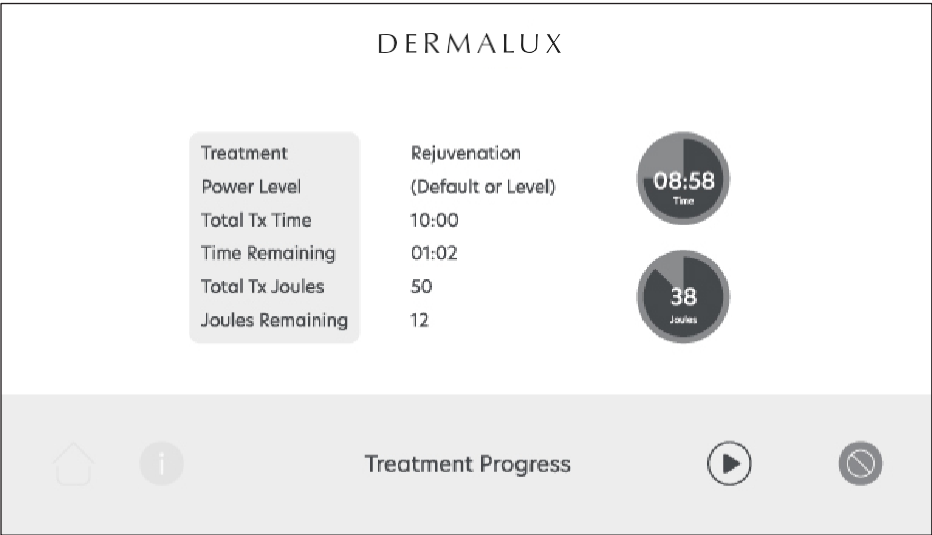 DERMALUX
Treatment Rejuvenation
Power Level (Default or Level)
Total Tx Time 10:00
Time Remaining 01:02
Total Tx Joules 50
Joules Remaining 12
08:58
Time
38
Joules
i
Treatment Progress